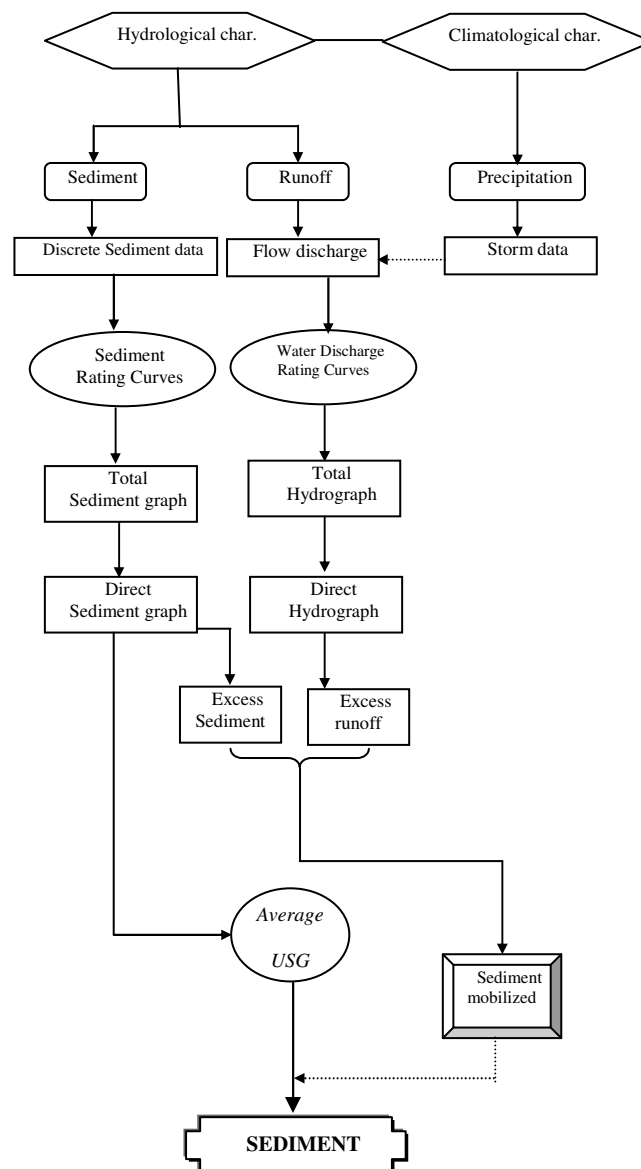 Hydrological char.
Climatological char.
Sediment
Runoff
Precipitation
Discrete Sediment data
Flow discharge
Storm data
Sediment
Rating Curves
Water Discharge
Rating Curves
Total
Sediment graph
Total
Hydrograph
Direct
Sediment graph
Direct
Hydrograph
Excess
Sediment
Excess
runoff
Average
USG
Sediment
mobilized
SEDIMENT